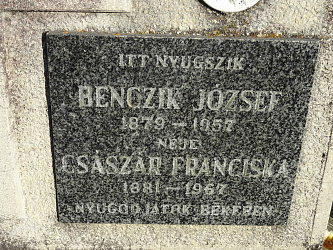 ITT NYUGSZIK
BENCZIK JÓZSEF
1879 – 1957
NEJE
CSÁSZÁR FRANCISKA
1881 – 1967
NYUGODJATOK BÉKÉBEN